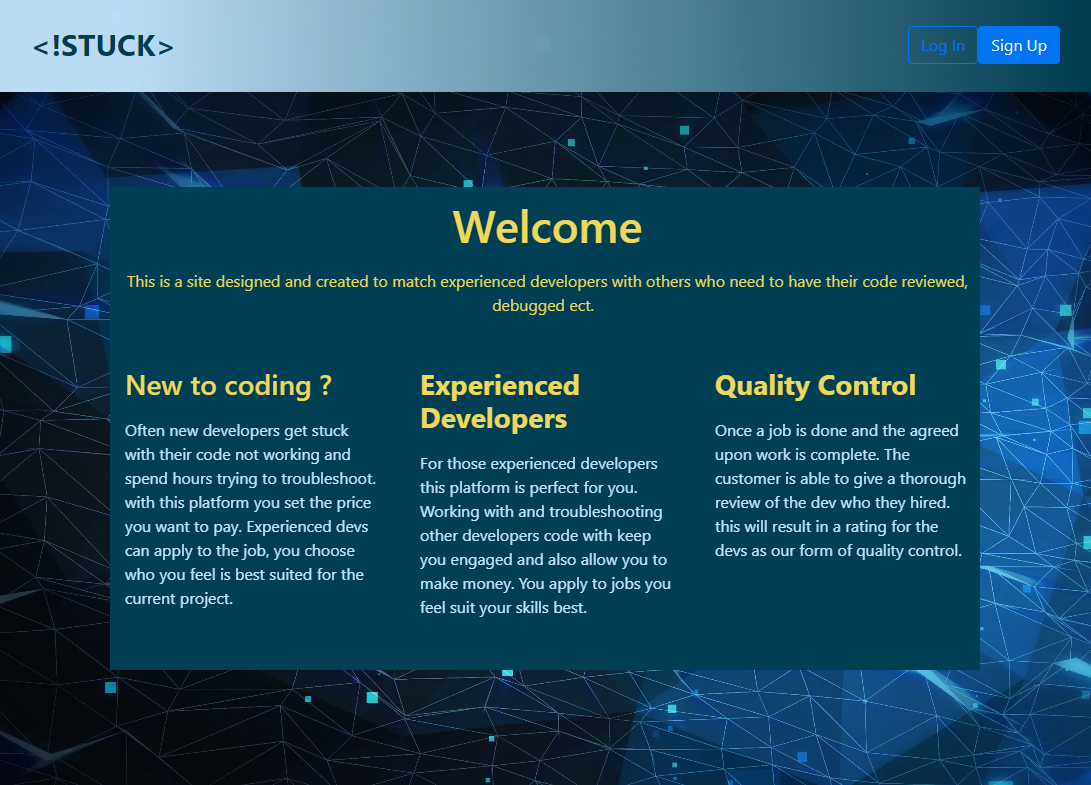 <!STUCK>
Log In
Sign Up
Welcome
This is a site designed and created to match experienced developers with others who need to have their code reviewed,
debugged ect.
New to coding ?
Often new developers get stuck
with their code not working and
spend hours trying to troubleshoot.
with this platform you set the price
you want to pay. Experienced devs
can apply to the job, you choose
who you feel is best suited for the
current project.
Experienced
Developers
For those experienced developers
this platform is perfect for you.
Working with and troubleshooting
other developers code with keep
you engaged and also allow you to
make money. You apply to jobs you
feel suit your skills best.
Quality Control
Once a job is done and the agreed
upon work is complete. The
customer is able to give a thorough
review of the dev who they hired.
this will result in a rating for the
devs as our form of quality control.